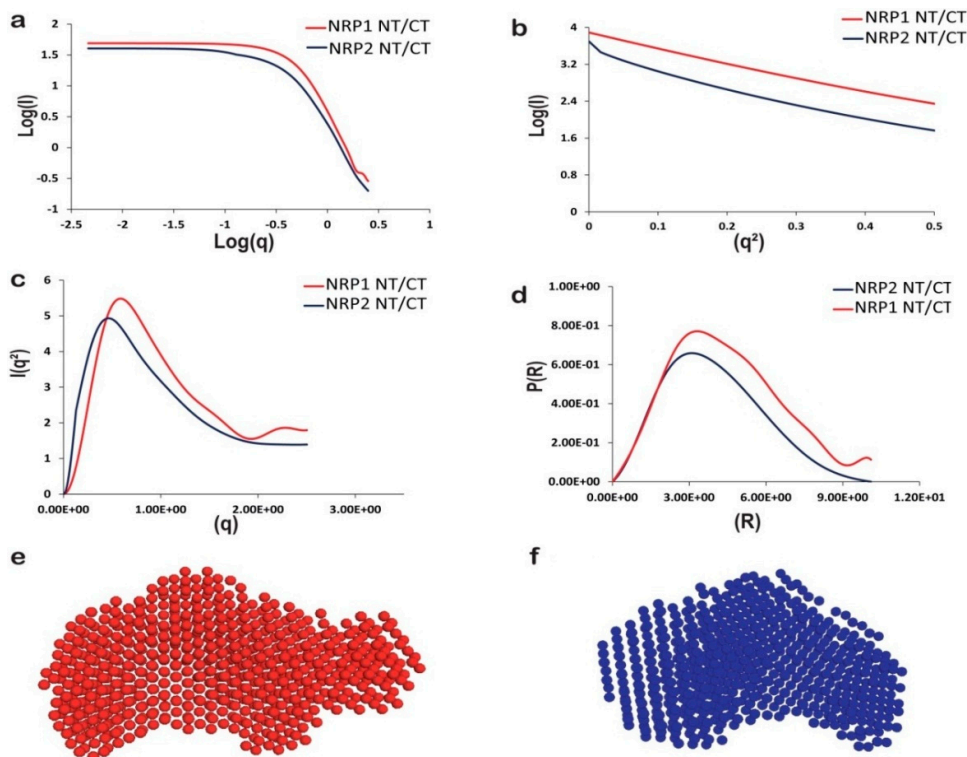 a
NRP1 NT/CT
NRP2 NT/CT
2
1.5
1
0.5
0
-0.5
-1
Log(I)
-2.5
-2
-1.5
-1
-0.5
0
0.5
1
Log(q)
b
NRP1 NT/CT
NRP2 NT/CT
4
3.2
2.4
1.6
0.8
0
Log(I)
0
0.1
0.2
0.3
0.4
0.5
(q²)
c
NRP1 NT/CT
NRP2 NT/CT
6
5
4
3
2
1
0
I(q²)
0.00E+00
1.00E+00
2.00E+00
3.00E+00
(q)
d
NRP2 NT/CT
NRP1 NT/CT
1.00E+00
8.00E-01
6.00E-01
4.00E-01
2.00E-01
0.00E+00
P(R)
0.00E+00
3.00E+00
6.00E+00
9.00E+00
1.20E+01
(R)
e
f